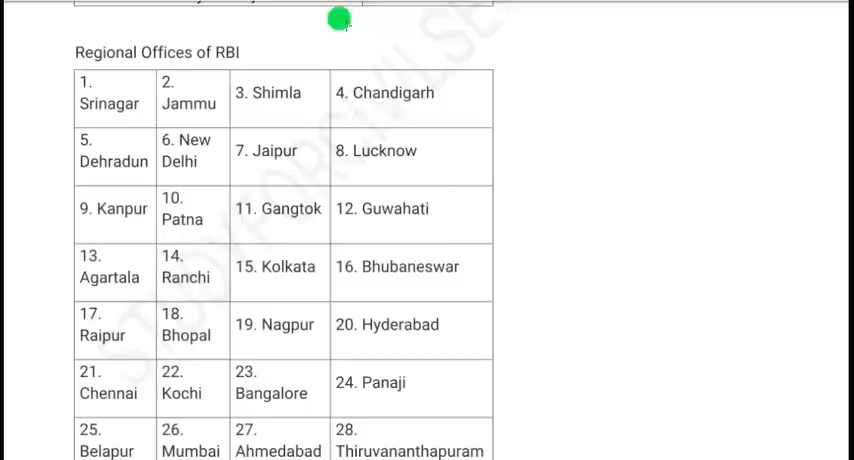 Regional Offices of RBI
1. Srinagar 2. Jammu 3. Shimla 4. Chandigarh
5. Dehradun 6. New Delhi 7. Jaipur 8. Lucknow
9. Kanpur 10. Patna 11. Gangtok 12. Guwahati
13. Agartala 14. Ranchi 15. Kolkata 16. Bhubaneswar
17. Raipur 18. Bhopal 19. Nagpur 20. Hyderabad
21. Chennai 22. Kochi 23. Bangalore 24. Panaji
25. Belapur 26. Mumbai 27. Ahmedabad 28. Thiruvananthapuram
STUDYFORCIVILSE